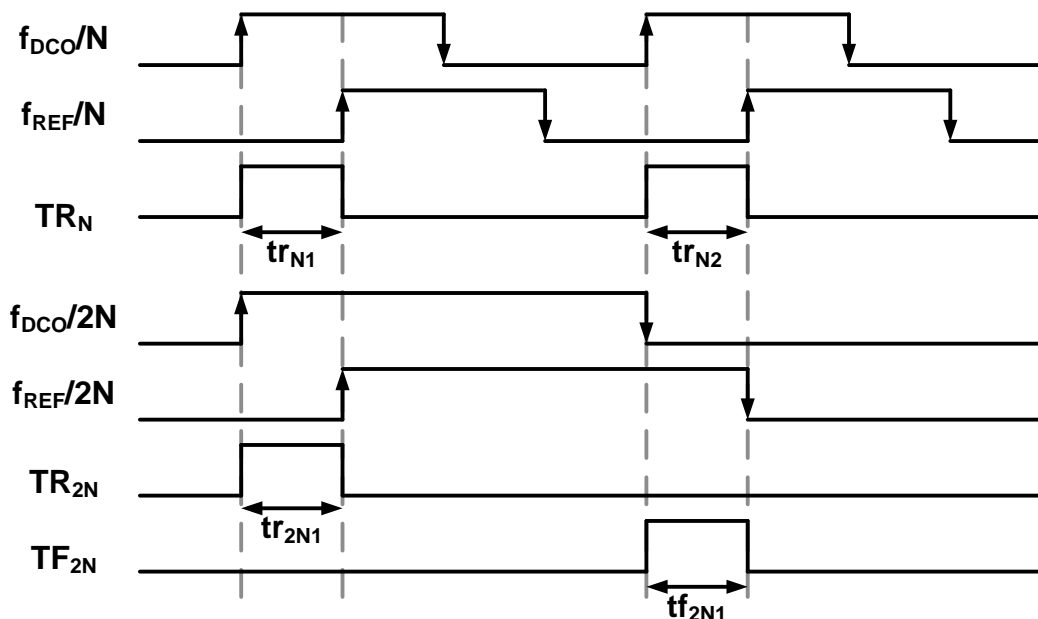 fDCO/N
fREF/N
TRN
trN1 trN2
fDCO/2N
fREF/2N
TR2N
tr2N1
TF2N
tf2N1